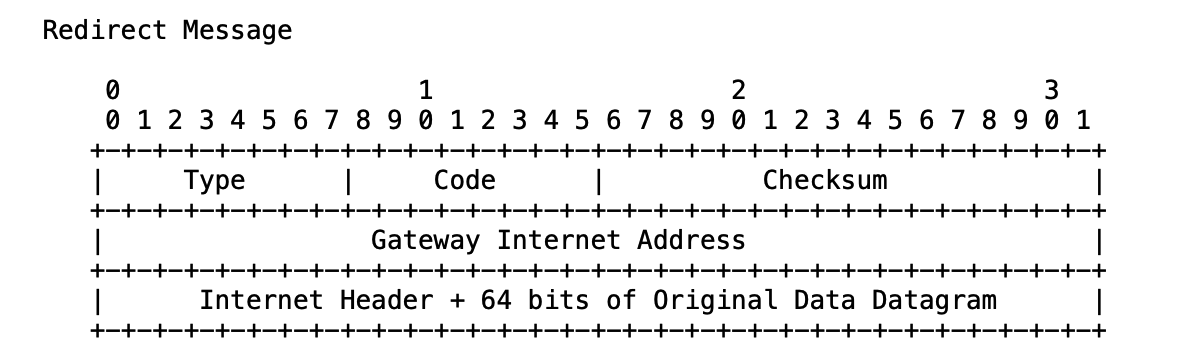 Redirect Message
0                   1                   2                   3
0 1 2 3 4 5 6 7 8 9 0 1 2 3 4 5 6 7 8 9 0 1 2 3 4 5 6 7 8 9 0 1
+-+-+-+-+-+-+-+-+-+-+-+-+-+-+-+-+-+-+-+-+-+-+-+-+-+-+-+-+-+-+-+-+
|     Type      |     Code      |          Checksum             |
+-+-+-+-+-+-+-+-+-+-+-+-+-+-+-+-+-+-+-+-+-+-+-+-+-+-+-+-+-+-+-+-+
|                 Gateway Internet Address                      |
+-+-+-+-+-+-+-+-+-+-+-+-+-+-+-+-+-+-+-+-+-+-+-+-+-+-+-+-+-+-+-+-+
|      Internet Header + 64 bits of Original Data Datagram      |
+-+-+-+-+-+-+-+-+-+-+-+-+-+-+-+-+-+-+-+-+-+-+-+-+-+-+-+-+-+-+-+-+